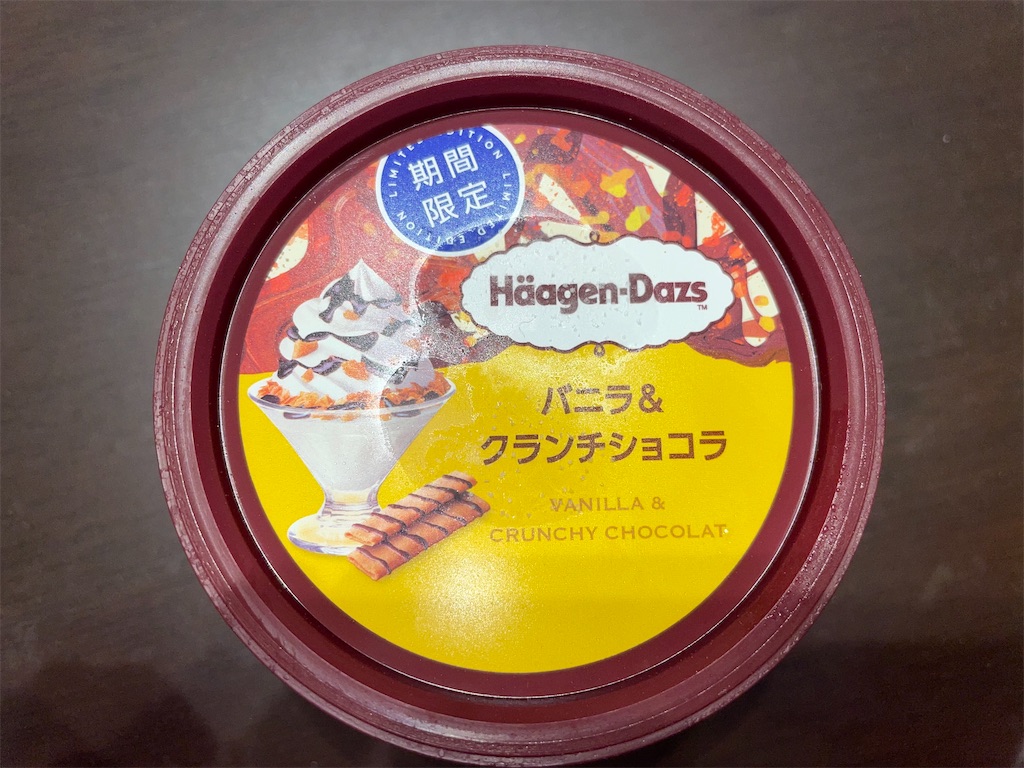 LIMITED EDITION
期間
限定
LIMITED EDITION
Häagen-Dazs
TM
バニラ&
クランチショコラ
VANILLA &
CRUNCHY CHOCOLAT